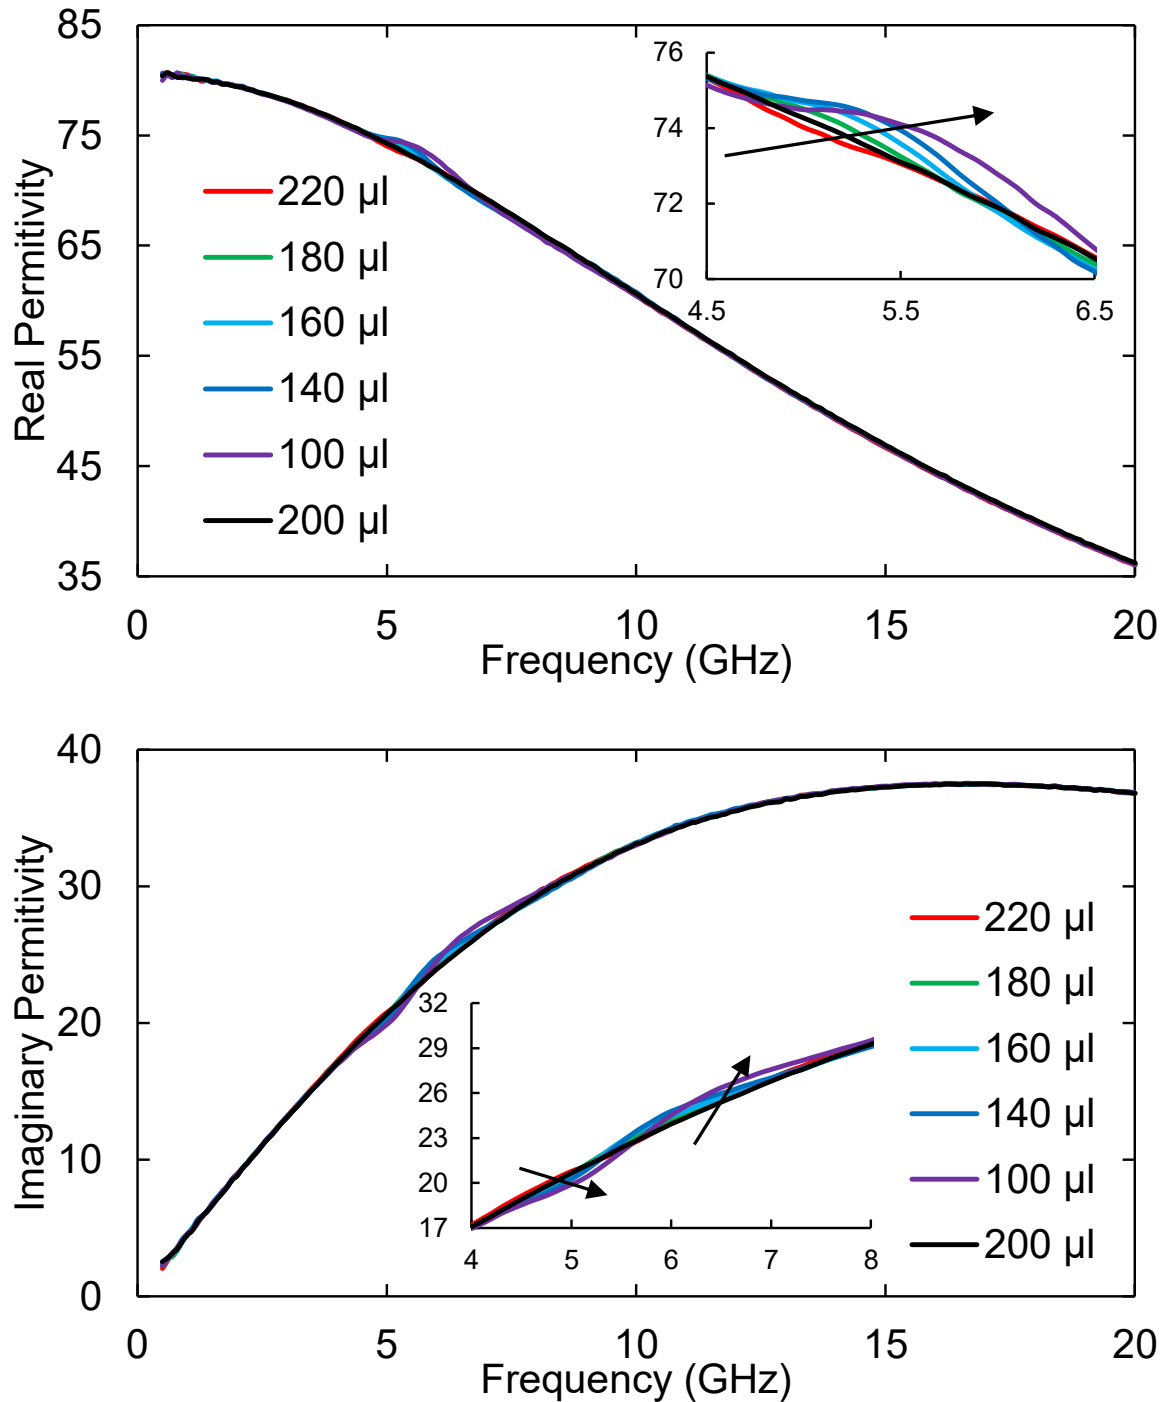 85
75
65
55
45
35
Real Permitivity
220 µl
180 µl
160 µl
140 µl
100 µl
200 µl
76
74
72
70
4.5 5.5 6.5
0 5 10 15 20
Frequency (GHz)
40
30
20
10
0
Imaginary Permitivity
32
29
26
23
20
17
4 5 6 7 8
220 µl
180 µl
160 µl
140 µl
100 µl
200 µl
0 5 10 15 20
Frequency (GHz)